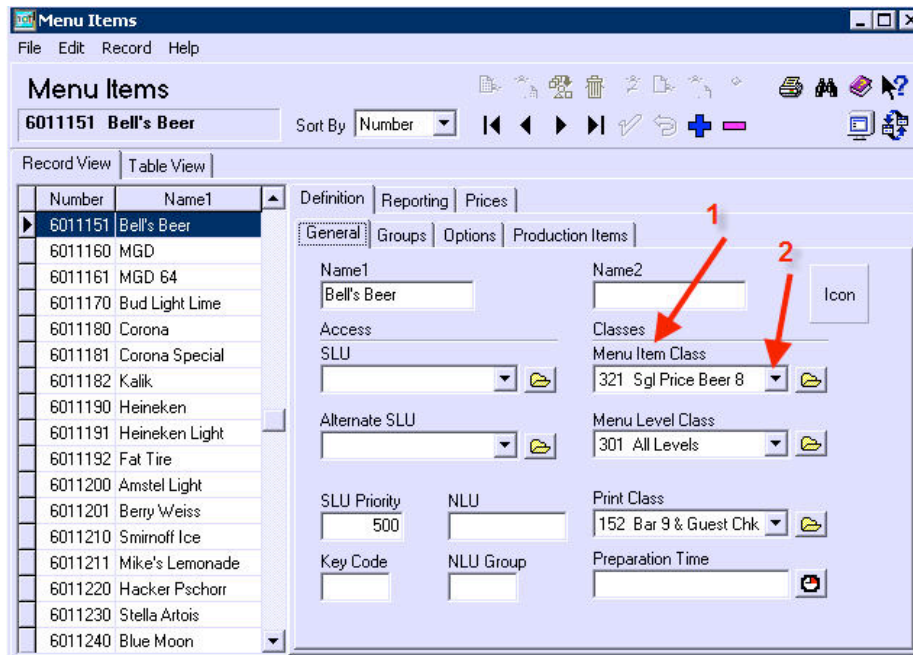 Menu Items
File Edit Record Help
Menu Items
6011151 Bell's Beer
Sort By Number
Record View Table View
Number Name1
6011151 Bell's Beer
6011160 MGD
6011161 MGD 64
6011170 Bud Light Lime
6011180 Corona
6011181 Corona Special
6011182 Kalik
6011190 Heineken
6011191 Heineken Light
6011192 Fat Tire
6011200 Amstel Light
6011201 Berry Weiss
6011210 Smirnoff Ice
6011211 Mike's Lemonade
6011220 Hacker Pschorr
6011230 Stella Artois
6011240 Blue Moon
Definition Reporting Prices
General Groups Options Production Items
1
2
Name1 Name2
Bell's Beer
Icon
Access Classes
SLU Menu Item Class
321 Sgl Price Beer 8
Alternate SLU Menu Level Class
301 All Levels
SLU Priority NLU Print Class
500 152 Bar 9 & Guest Chk
Key Code NLU Group Preparation Time